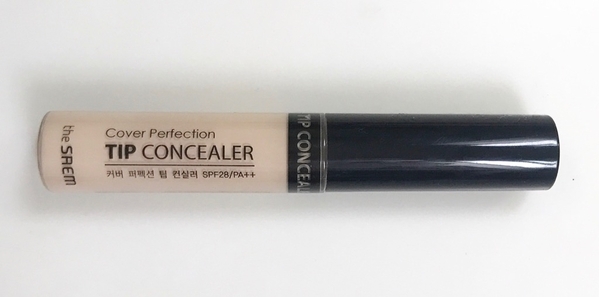 the SAEM
Cover Perfection
TIP CONCEALER
커버 퍼펙션 팁 컨실러 SPF28/PA++
TIP CONCEAL